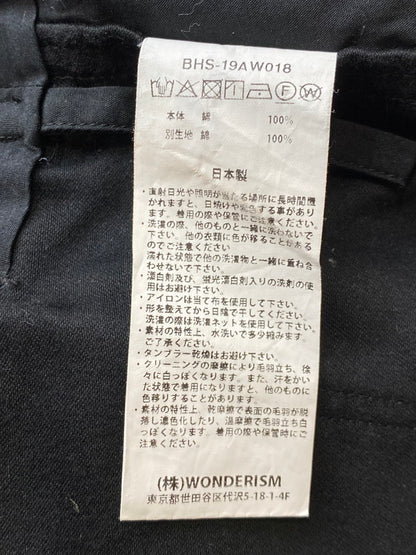 BHS-19AW018
本体 綿 100%
別生地 綿 100%
日本製
・直射日光や照明が当たる場所に長時間置
かれますと、日焼けや変色する事があり
ます。着用の際や保管にご注意ください。
・洗濯の際、他のものと一緒に洗わないで
下さい。他の衣類に色が移ることがある
のでご注意ください
濡れた状態で他の洗濯物と一緒に重ね合
わせないで下さい。
・漂白剤及び、蛍光漂白剤入りの洗剤の使
用はお避け下さい。
・アイロンは当て布を使用して下さい。
・形を整えてから日陰で干してください。
洗濯の際は洗濯ネットを使用して下さい。
・素材の特性上、水洗いで多少縮みます。
ご了承ください。
・タンブラー乾燥はお避け下さい。
・クリーニングの摩擦により毛羽立ち、徐
々に白っぽくなります。また、汗をかい
た状態で着用になりますと、他のものに
色移りする事があります。
・素材の特性上、乾摩擦で表面の毛羽が脱
落し濃色化したり、湿摩擦で毛羽立ち白
っぽくなります。着用の際や保管時にご
注意ください。
(株)WONDERISM
東京都世田谷区代沢5-18-1-4F